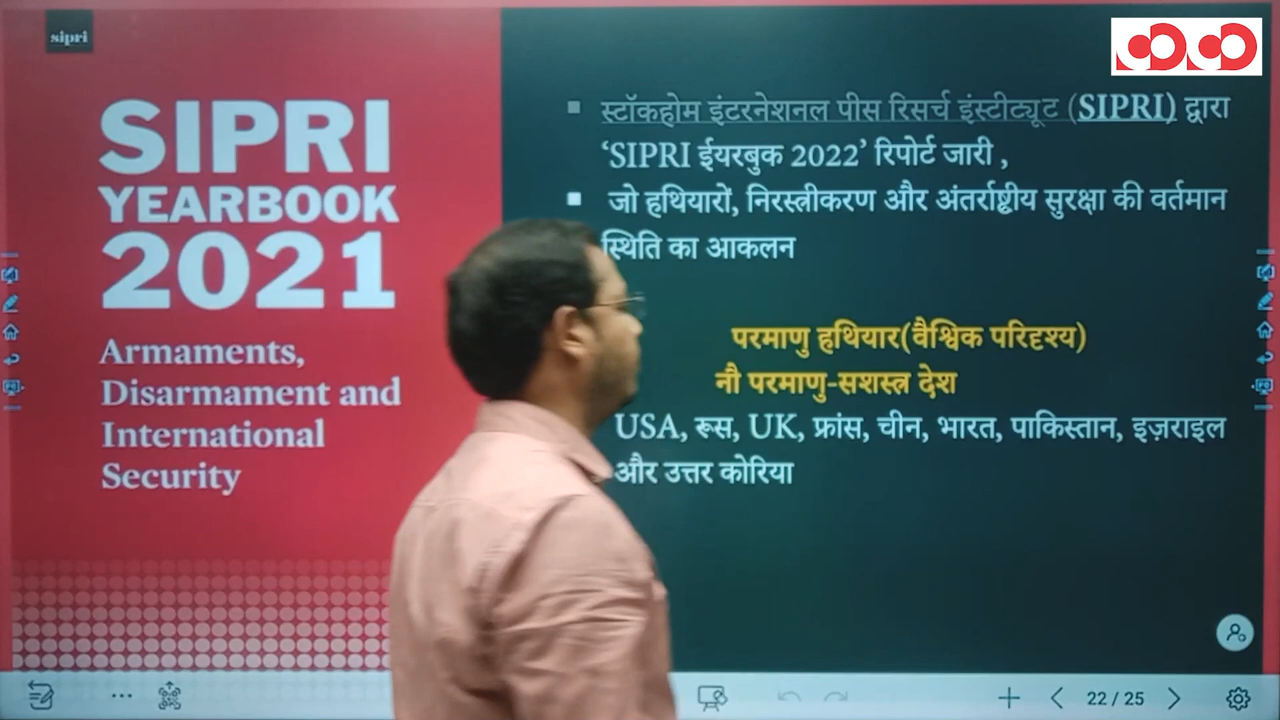 sipri
SIPRI
YEARBOOK
2021
Armaments,
Disarmament and
International
Security
स्टॉकहोम इंटरनेशनल पीस रिसर्च इंस्टीट्यूट (SIPRI) द्वारा
‘SIPRI ईयरबुक 2022’ रिपोर्ट जारी ,
जो हथियारों, निरस्त्रीकरण और अंतर्राष्ट्रीय सुरक्षा की वर्तमान
स्थिति का आकलन
परमाणु हथियार(वैश्विक परिदृश्य)
नौ परमाणु-सशस्त्र देश
USA, रूस, UK, फ्रांस, चीन, भारत, पाकिस्तान, इज़राइल
और उत्तर कोरिया
22 / 25